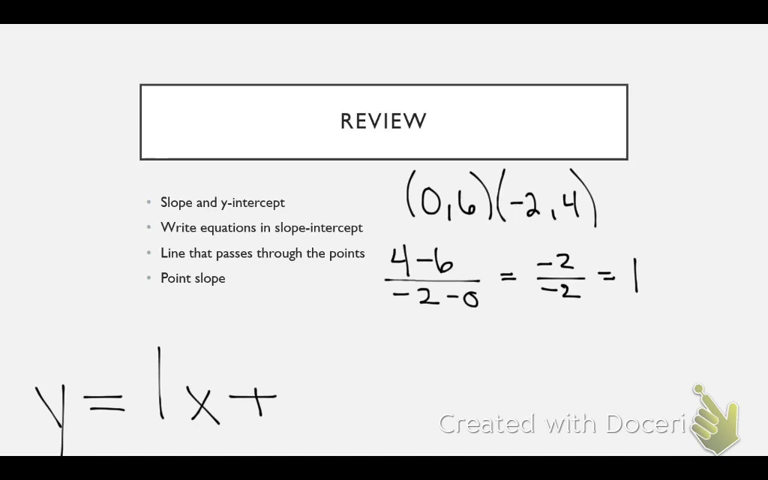 REVIEW
• Slope and y-intercept
• Write equations in slope-intercept
• Line that passes through the points
• Point slope
(0,6)(-2,4)
4-6 / -2-0 = -2 / -2 = 1
y = 1x+
Created with Doceri